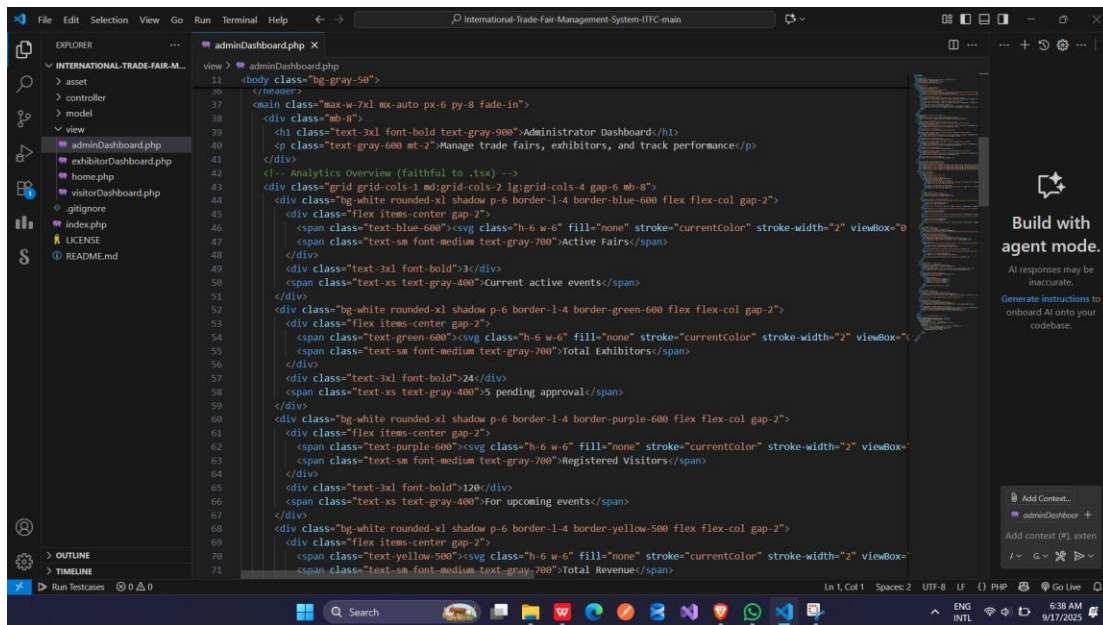 File Edit Selection View Go Run Terminal Help
International-Trade-Fair-Management-System-ITFC-main
EXPLORER
INTERNATIONAL-TRADE-FAIR-M...
asset
controller
model
view
adminDashboard.php
exhibitorDashboard.php
home.php
visitorDashboard.php
.gitignore
index.php
LICENSE
README.md
OUTLINE
TIMELINE
adminDashboard.php
view > adminDashboard.php
11 <body class="bg-gray-50">
36 </header>
37 <main class="max-w-7xl mx-auto px-6 py-8 fade-in">
38 <div class="mb-8">
39 <h1 class="text-3xl font-bold text-gray-900">Administrator Dashboard</h1>
40 <p class="text-gray-600 mt-2">Manage trade fairs, exhibitors, and track performance</p>
41 </div>
42 <!-- Analytics Overview (faithful to .tsx) -->
43 <div class="grid grid-cols-1 md:grid-cols-2 lg:grid-cols-4 gap-6 mb-8">
44 <div class="bg-white rounded-xl shadow p-6 border-l-4 border-blue-600 flex flex-col gap-2">
45 <div class="flex items-center gap-2">
46 <span class="text-blue-600"><svg class="h-6 w-6" fill="none" stroke="currentColor" stroke-width="2" viewBox="0
47 <span class="text-sm font-medium text-gray-700">Active Fairs</span>
48 </div>
49 <div class="text-3xl font-bold">3</div>
50 <span class="text-xs text-gray-400">Current active events</span>
51 </div>
52 <div class="bg-white rounded-xl shadow p-6 border-l-4 border-green-600 flex flex-col gap-2">
53 <div class="flex items-center gap-2">
54 <span class="text-green-600"><svg class="h-6 w-6" fill="none" stroke="currentColor" stroke-width="2" viewBox="
55 <span class="text-sm font-medium text-gray-700">Total Exhibitors</span>
56 </div>
57 <div class="text-3xl font-bold">24</div>
58 <span class="text-xs text-gray-400">5 pending approval</span>
59 </div>
60 <div class="bg-white rounded-xl shadow p-6 border-l-4 border-purple-600 flex flex-col gap-2">
61 <div class="flex items-center gap-2">
62 <span class="text-purple-600"><svg class="h-6 w-6" fill="none" stroke="currentColor" stroke-width="2" viewBox=
63 <span class="text-sm font-medium text-gray-700">Registered Visitors</span>
64 </div>
65 <div class="text-3xl font-bold">120</div>
66 <span class="text-xs text-gray-400">For upcoming events</span>
67 </div>
68 <div class="bg-white rounded-xl shadow p-6 border-l-4 border-yellow-500 flex flex-col gap-2">
69 <div class="flex items-center gap-2">
70 <span class="text-yellow-500"><svg class="h-6 w-6" fill="none" stroke="currentColor" stroke-width="2" viewBox=
71 <span class="text-sm font-medium text-gray-700">Total Revenue</span>
Build with
agent mode.
AI responses may be
inaccurate.
Generate instructions to
onboard AI onto your
codebase.
Add Context...
adminDashboar
Add context (#), exten
Run Testcases 0 0
Ln 1, Col 1 Spaces: 2 UTF-8 LF {} PHP Go Live
Search
ENG
INTL
6:38 AM
9/17/2025